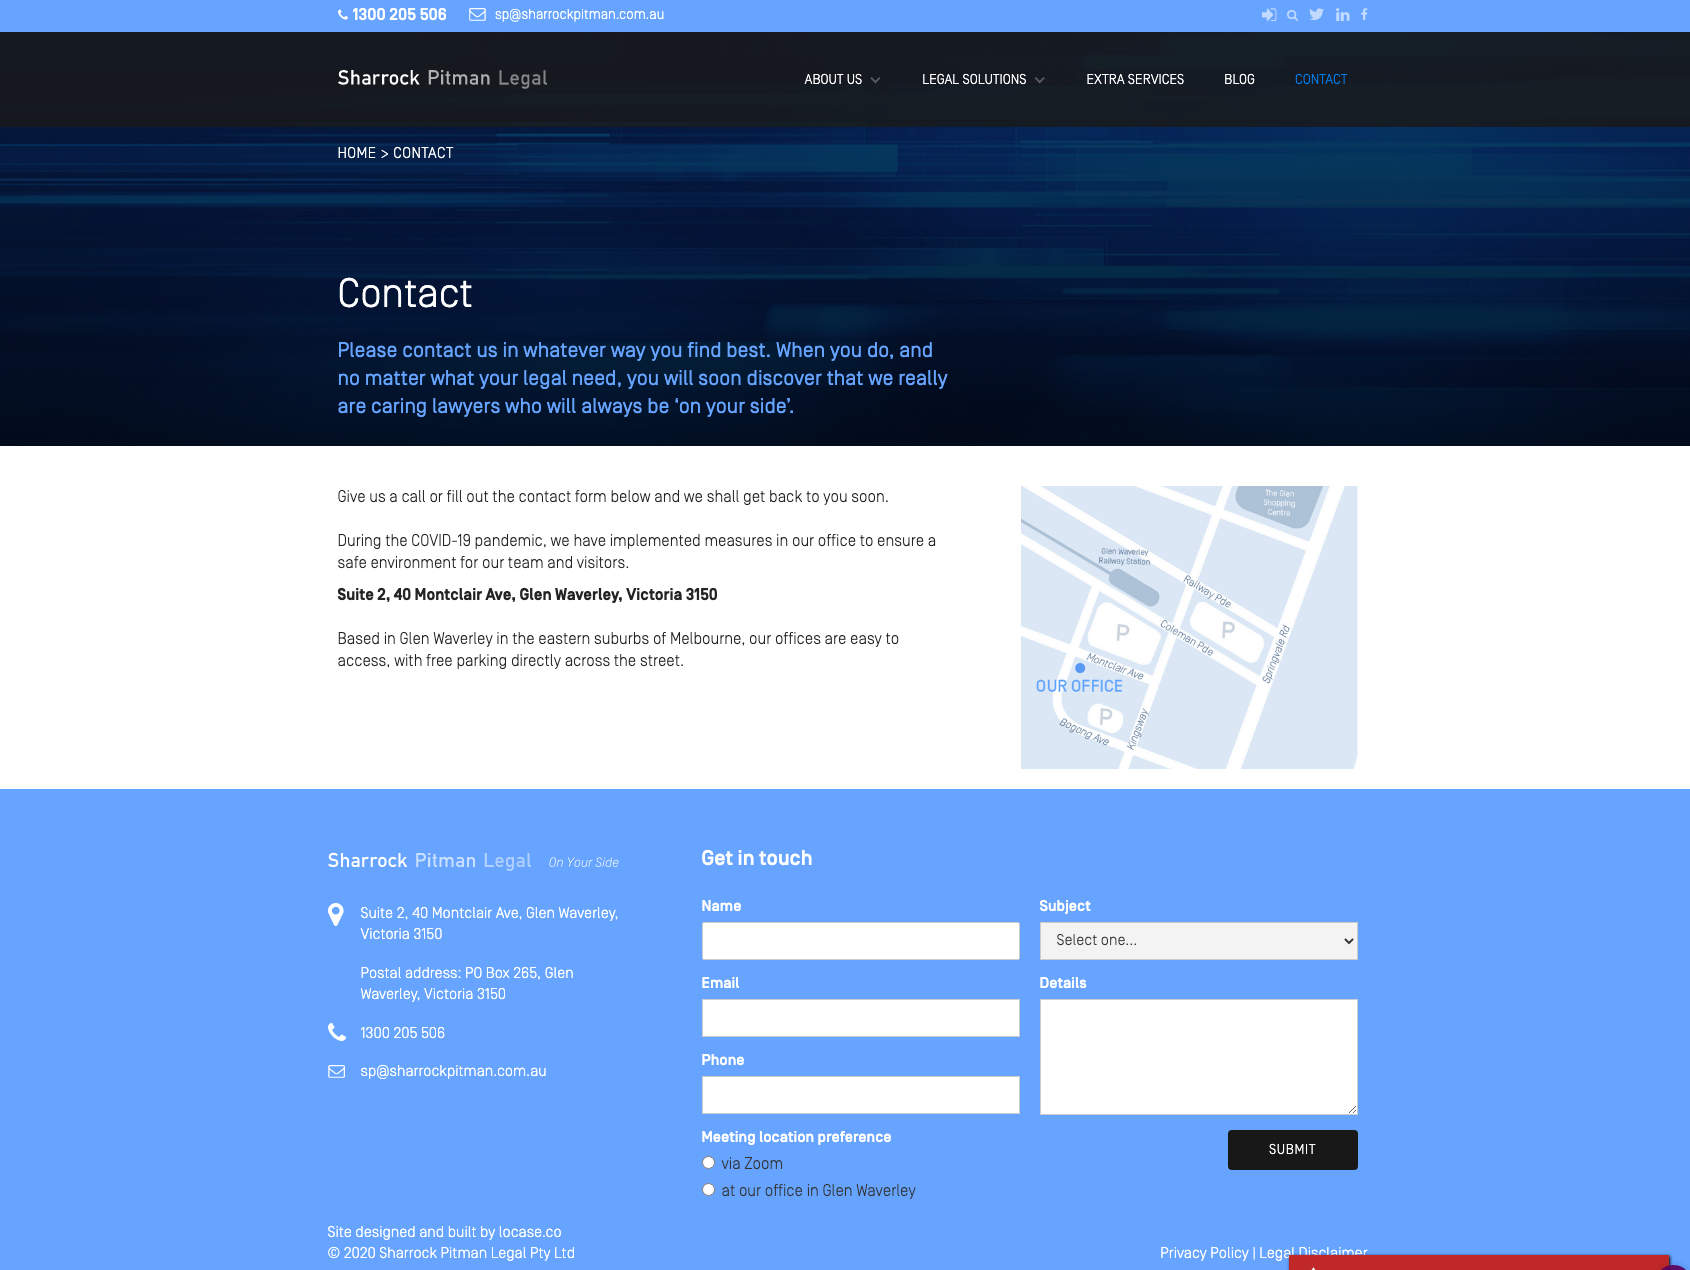 1300 205 506 sp@sharrockpitman.com.au
Sharrock Pitman Legal
ABOUT US LEGAL SOLUTIONS EXTRA SERVICES BLOG CONTACT
HOME > CONTACT
Contact
Please contact us in whatever way you find best. When you do, and
no matter what your legal need, you will soon discover that we really
are caring lawyers who will always be ‘on your side’.
Give us a call or fill out the contact form below and we shall get back to you soon.
During the COVID-19 pandemic, we have implemented measures in our office to ensure a
safe environment for our team and visitors.
Suite 2, 40 Montclair Ave, Glen Waverley, Victoria 3150
Based in Glen Waverley in the eastern suburbs of Melbourne, our offices are easy to
access, with free parking directly across the street.
The Glen
Shopping
Centre
Glen Waverley
Railway Station
Railway Pde
P
P
Coleman Pde
Springvale Rd
Montclair Ave
OUR OFFICE
P
Bogong Ave
Kingsway
Sharrock Pitman Legal On Your Side
Suite 2, 40 Montclair Ave, Glen Waverley,
Victoria 3150
Postal address: PO Box 265, Glen
Waverley, Victoria 3150
1300 205 506
sp@sharrockpitman.com.au
Get in touch
Name
Email
Phone
Meeting location preference
via Zoom
at our office in Glen Waverley
Subject
Select one...
Details
SUBMIT
Site designed and built by locase.co
© 2020 Sharrock Pitman Legal Pty Ltd
Privacy Policy | Legal Disclaimer